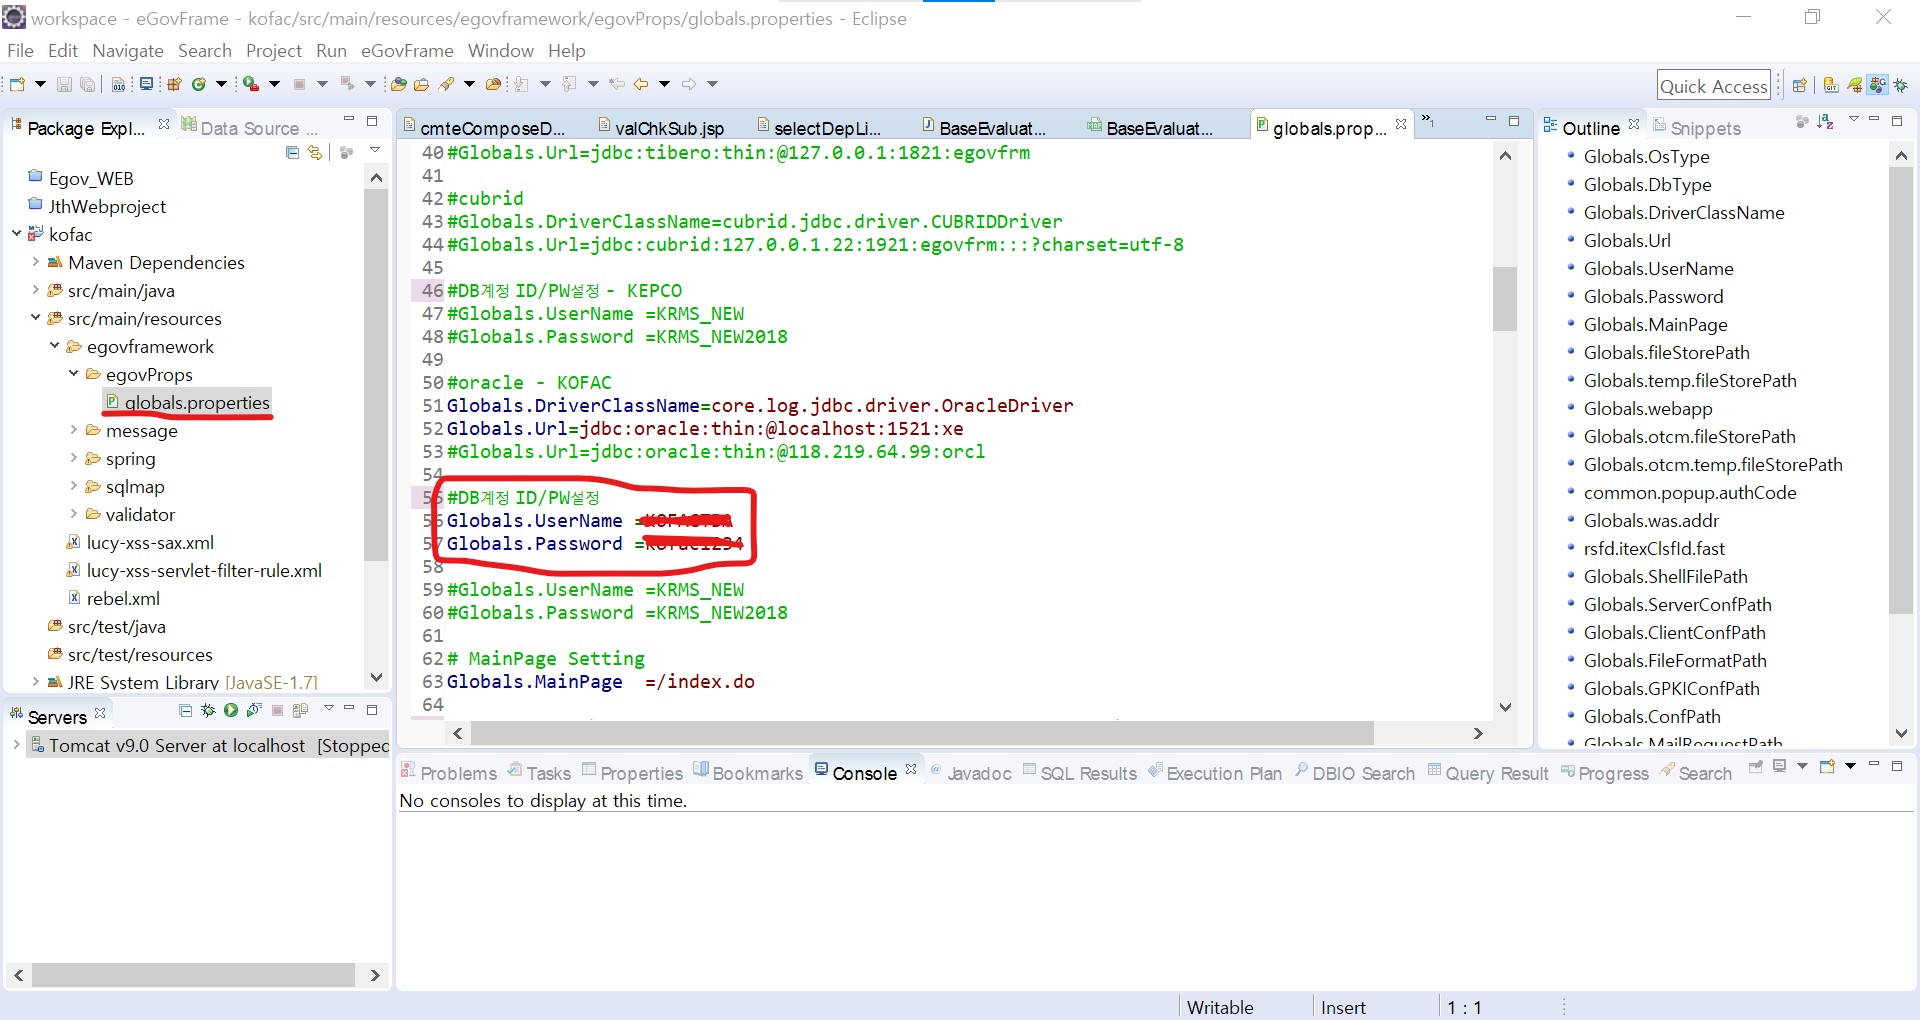 workspace - eGovFrame - kofac/src/main/resources/egovframework/egovProps/globals.properties - Eclipse
File Edit Navigate Search Project Run eGovFrame Window Help
Quick Access
Package Expl...
Data Source ...
Egov_WEB
JthWebproject
kofac
Maven Dependencies
src/main/java
src/main/resources
egovframework
egovProps
globals.properties
message
spring
sqlmap
validator
lucy-xss-sax.xml
lucy-xss-servlet-filter-rule.xml
rebel.xml
src/test/java
src/test/resources
JRE System Library [JavaSE-1.7]
Servers
Tomcat v9.0 Server at localhost [Stopped
cmteComposeD... valChkSub.jsp selectDepLi... BaseEvaluat... BaseEvaluat... globals.prop... »1
40 #Globals.Url=jdbc:tibero:thin:@127.0.0.1:1821:egovfrm
41
42 #cubrid
43 #Globals.DriverClassName=cubrid.jdbc.driver.CUBRIDDriver
44 #Globals.Url=jdbc:cubrid:127.0.0.1.22:1921:egovfrm:::?charset=utf-8
45
46 #DB계정 ID/PW설정 - KEPCO
47 #Globals.UserName =KRMS_NEW
48 #Globals.Password =KRMS_NEW2018
49
50 #oracle - KOFAC
51 Globals.DriverClassName=core.log.jdbc.driver.OracleDriver
52 Globals.Url=jdbc:oracle:thin:@localhost:1521:xe
53 #Globals.Url=jdbc:oracle:thin:@118.219.64.99:orcl
54
55 #DB계정 ID/PW설정
56 Globals.UserName =
57 Globals.Password =
58
59 #Globals.UserName =KRMS_NEW
60 #Globals.Password =KRMS_NEW2018
61
62 # MainPage Setting
63 Globals.MainPage =/index.do
64
Outline
Snippets
Globals.OsType
Globals.DbType
Globals.DriverClassName
Globals.Url
Globals.UserName
Globals.Password
Globals.MainPage
Globals.fileStorePath
Globals.temp.fileStorePath
Globals.webapp
Globals.otcm.fileStorePath
Globals.otcm.temp.fileStorePath
common.popup.authCode
Globals.was.addr
rsfd.itexClsfId.fast
Globals.ShellFilePath
Globals.ServerConfPath
Globals.ClientConfPath
Globals.FileFormatPath
Globals.GPKIConfPath
Globals.ConfPath
Globals.MailRequestPath
Problems Tasks Properties Bookmarks Console Javadoc SQL Results Execution Plan DBIO Search Query Result Progress Search
No consoles to display at this time.
Writable Insert 1 : 1